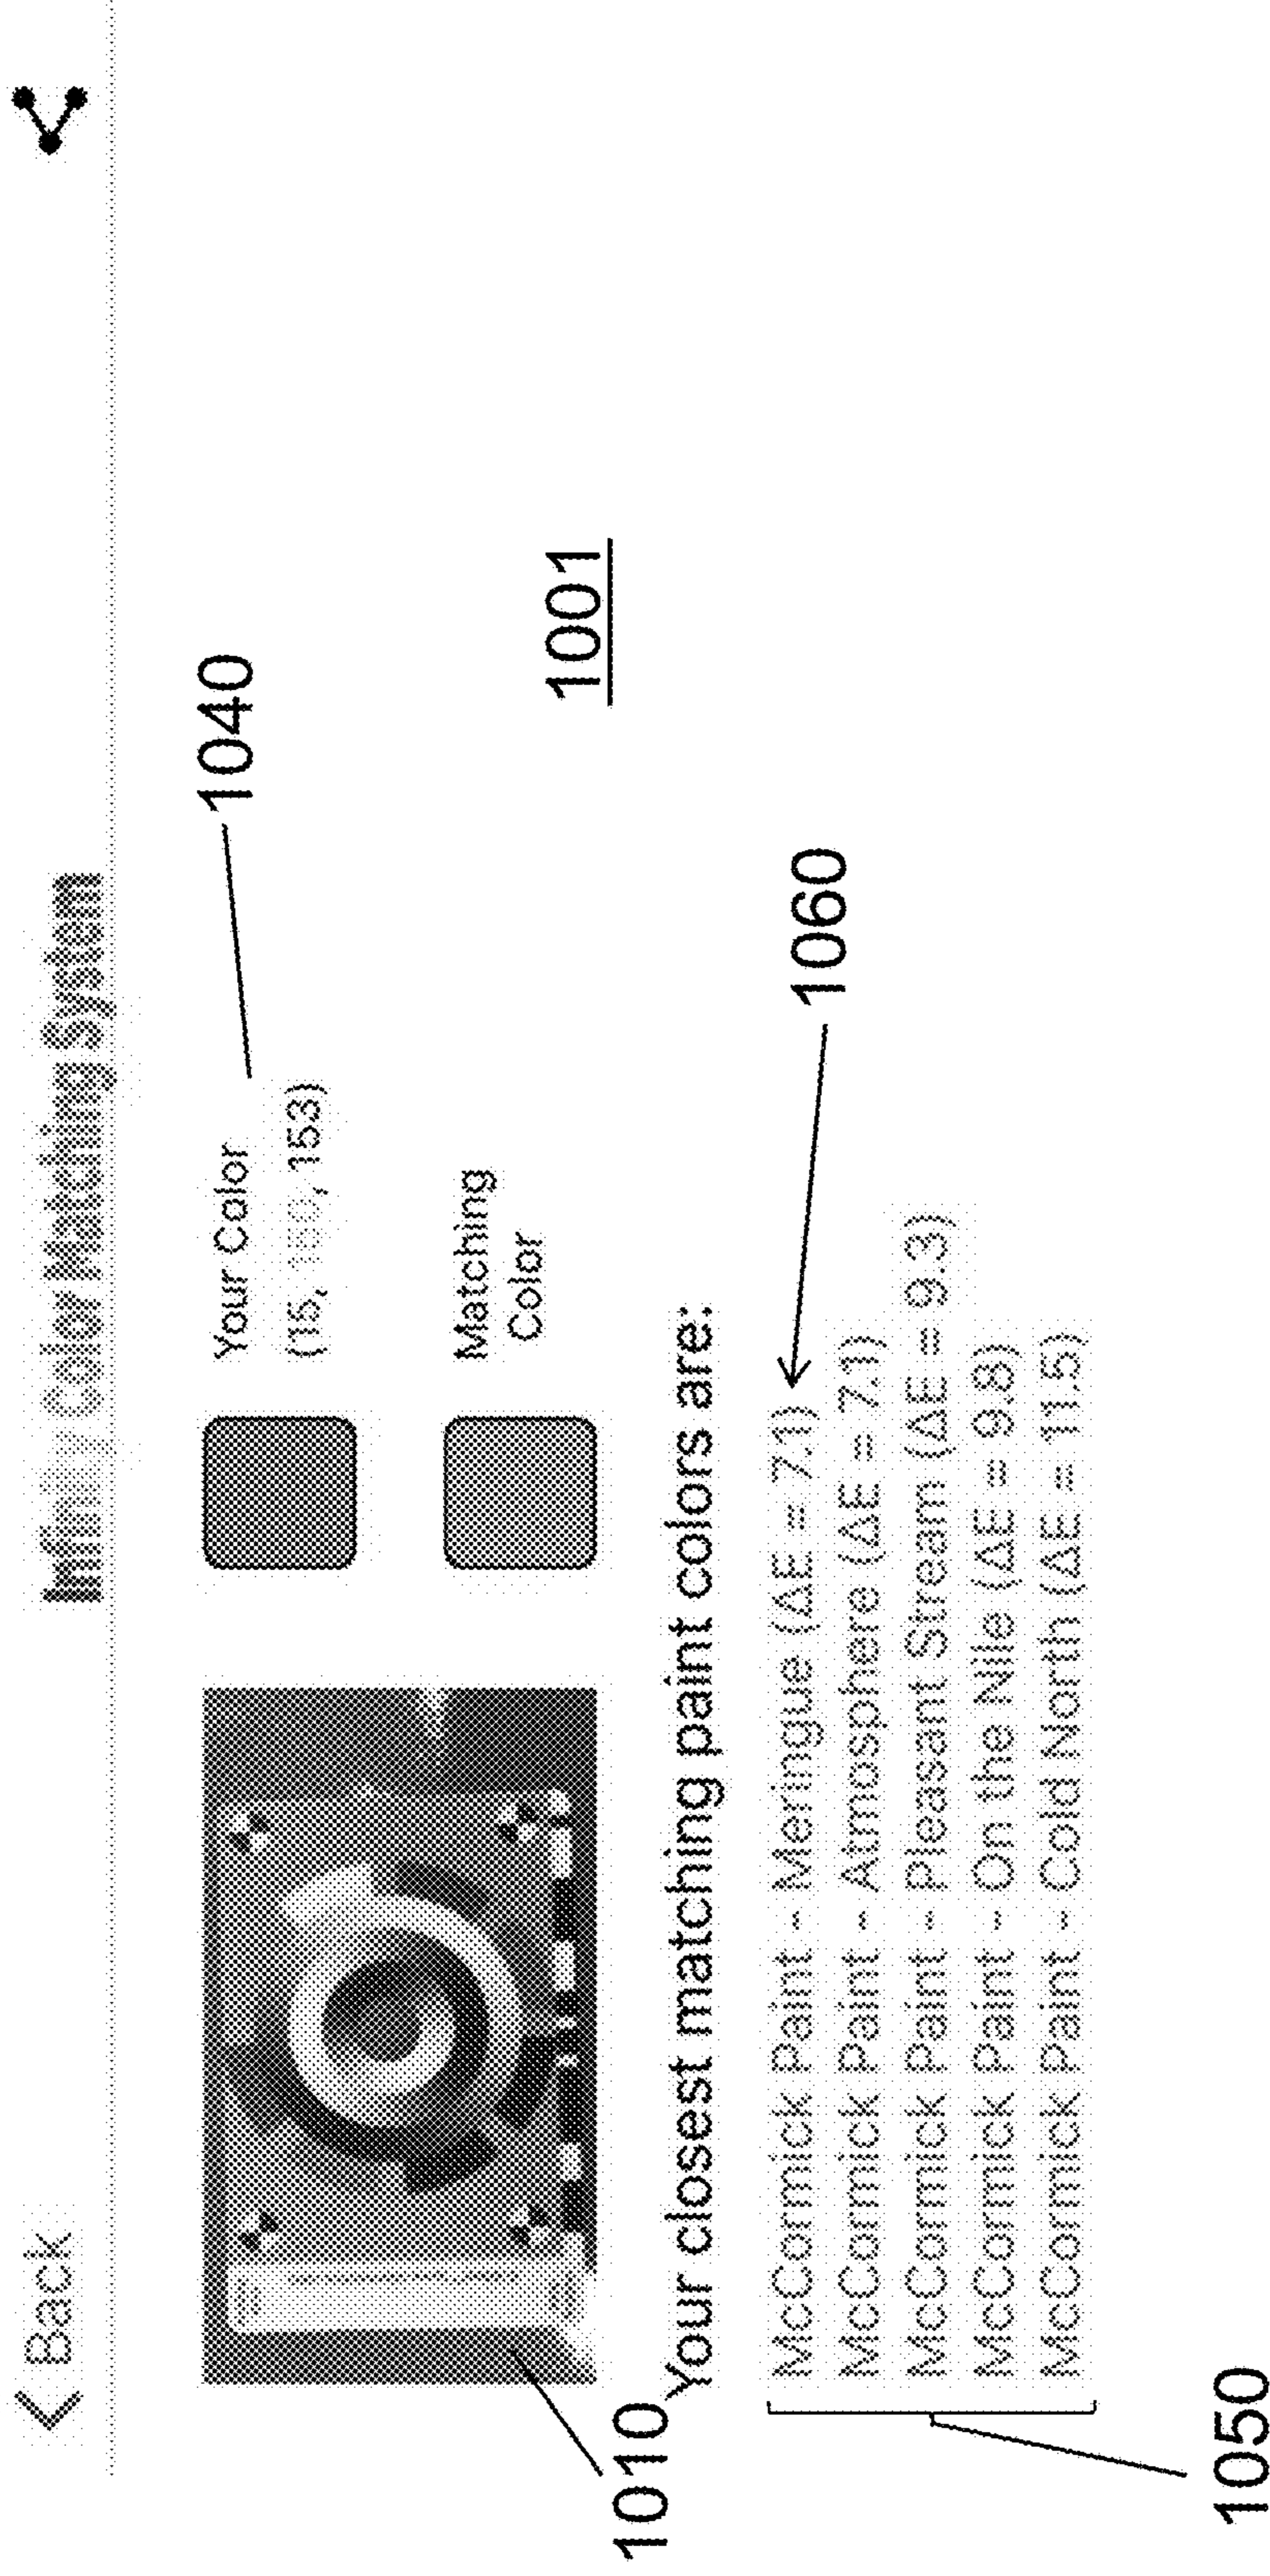 Back
Infinity Color Matching System
Your Color
1040
(15, 153)
Matching
Color
1001
1010
Your closest matching paint colors are:
McCormick Paint - Meringue (ΔE = 7.1)
1060
McCormick Paint - Atmosphere (ΔE = 7.1)
McCormick Paint - Pleasant Stream (ΔE = 9.3)
McCormick Paint - On the Nile (ΔE = 9.8)
McCormick Paint - Cold North (ΔE = 11.5)
1050